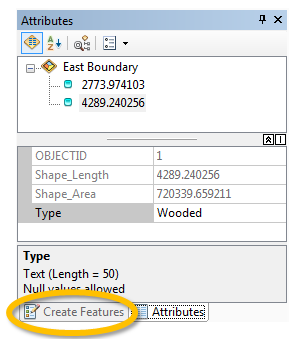 Attributes
East Boundary
2773.974103
4289.240256
OBJECTID 1
Shape_Length 4289.240256
Shape_Area 720339.659211
Type Wooded
Type
Text (Length = 50)
Null values allowed
Create Features Attributes